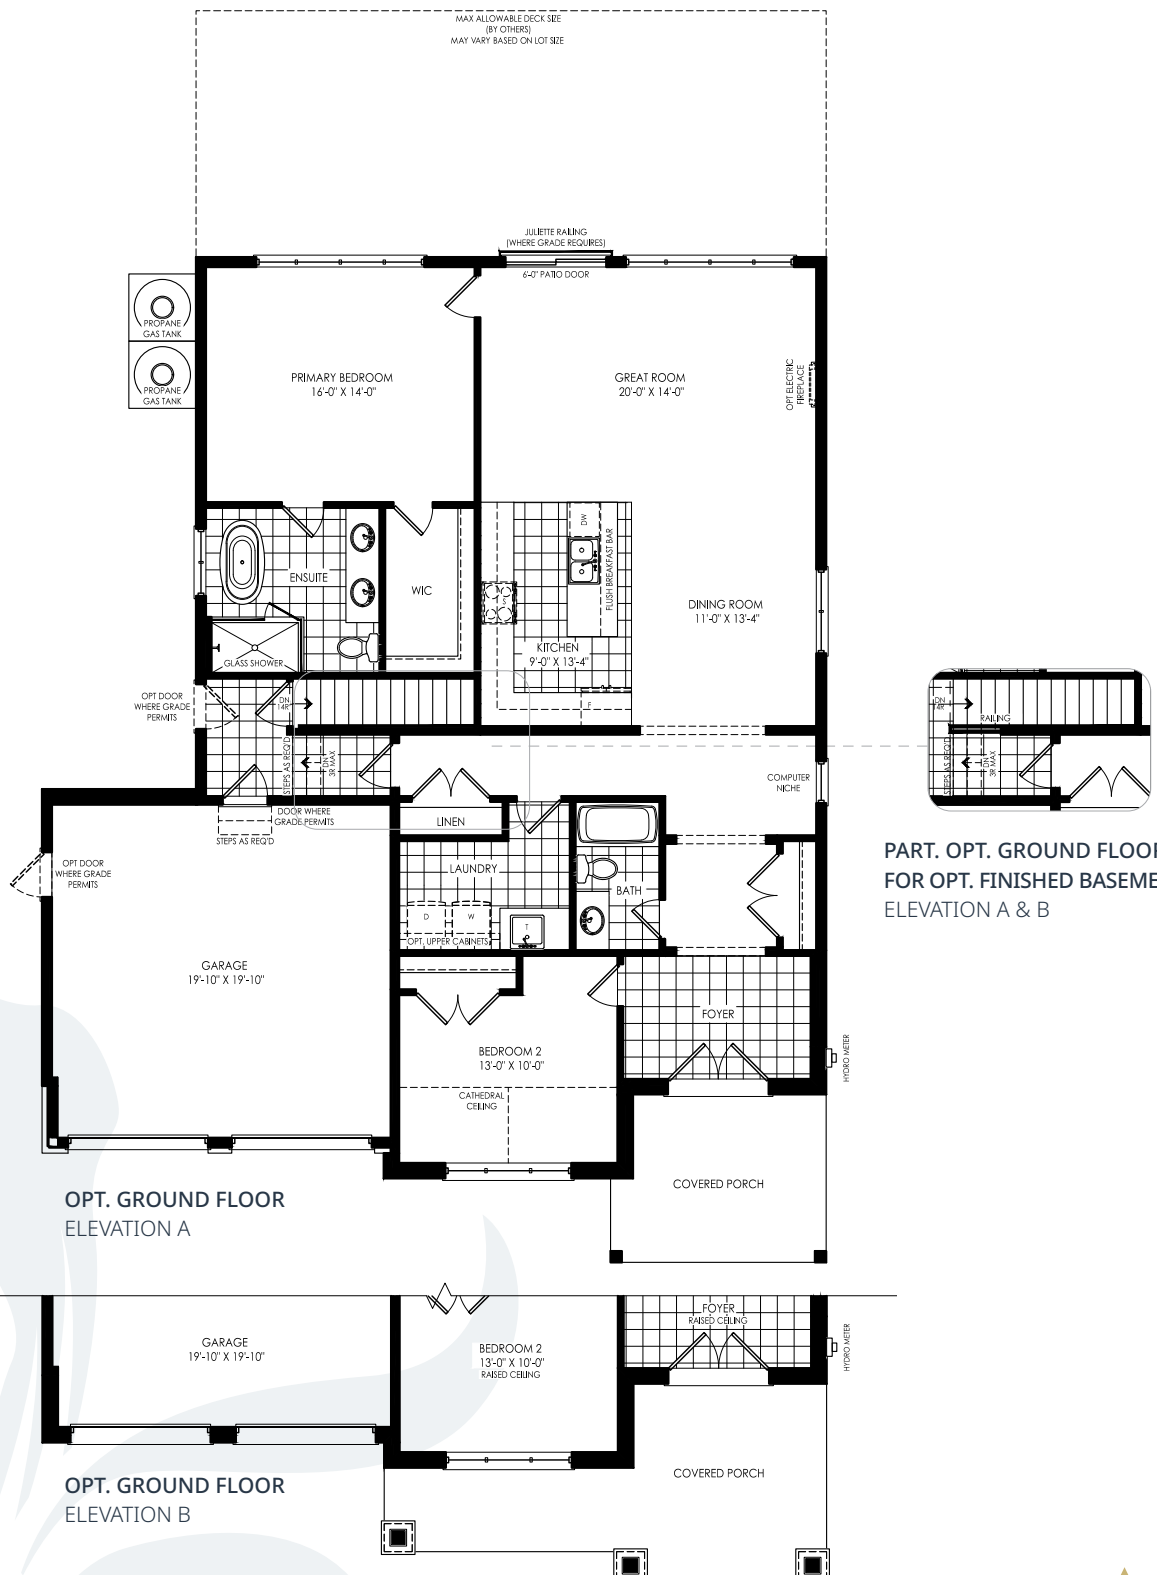 MAX ALLOWABLE DECK SIZE
(BY OTHERS)
MAY VARY BASED ON LOT SIZE
JULIETTE RAILING
(WHERE GRADE REQUIRES)
6'-0" PATIO DOOR
PROPANE
GAS TANK
PROPANE
GAS TANK
PRIMARY BEDROOM
16'-0" X 14'-0"
GREAT ROOM
20'-0" X 14'-0"
OPT ELECTRIC
FIREPLACE
DW
FLUSH BREAKFAST BAR
ENSUITE
WIC
DINING ROOM
11'-0" X 13'-4"
KITCHEN
9'-0" X 13'-4"
GLASS SHOWER
F
OPT DOOR
WHERE GRADE
PERMITS
DN
14R
STEPS AS REQ'D
DN
3R MAX
COMPUTER
NICHE
DN
4R
RAILING
STEPS AS REQ'D
DN
3R MAX
DOOR WHERE
GRADE PERMITS
STEPS AS REQ'D
LINEN
OPT DOOR
WHERE GRADE
PERMITS
LAUNDRY
BATH
D
W
T
OPT. UPPER CABINETS
PART. OPT. GROUND FLOOR
FOR OPT. FINISHED BASEME
ELEVATION A & B
GARAGE
19'-10" X 19'-10"
FOYER
BEDROOM 2
13'-0" X 10'-0"
CATHEDRAL
CEILING
HYDRO METER
COVERED PORCH
OPT. GROUND FLOOR
ELEVATION A
FOYER
RAISED CEILING
GARAGE
19'-10" X 19'-10"
BEDROOM 2
13'-0" X 10'-0"
RAISED CEILING
HYDRO METER
COVERED PORCH
OPT. GROUND FLOOR
ELEVATION B